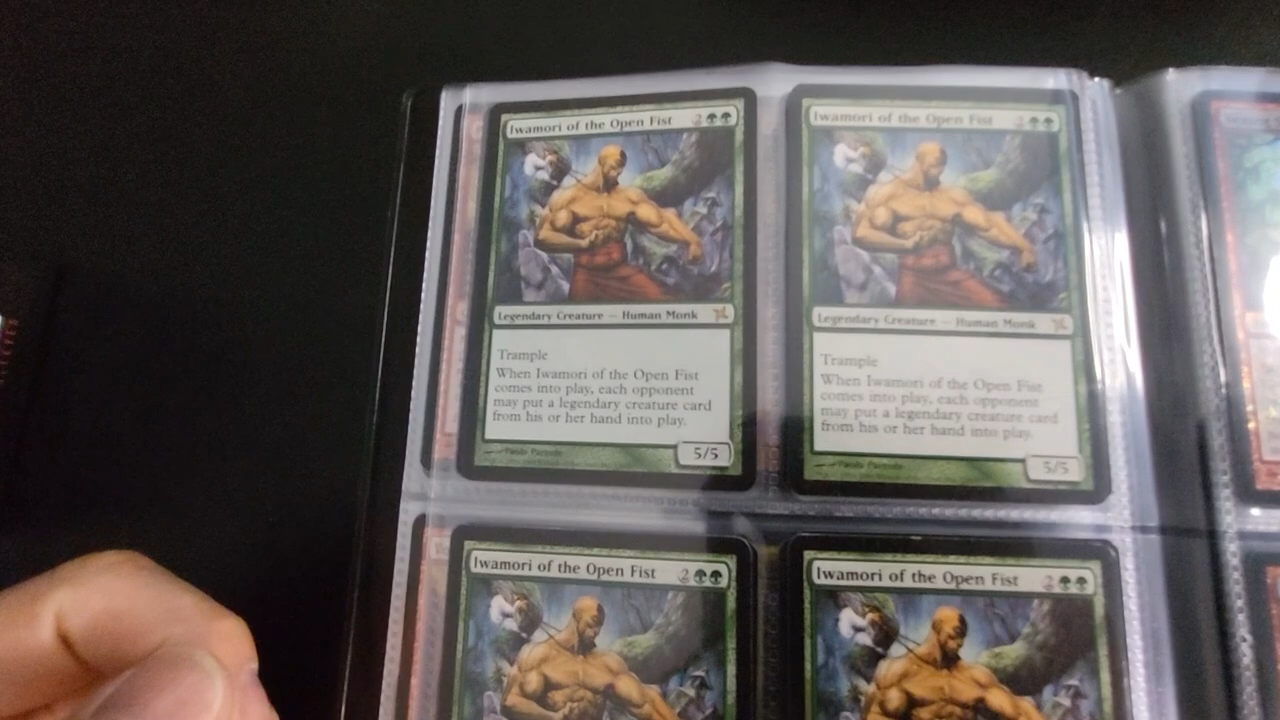 Iwamori of the Open Fist 2
Legendary Creature — Human Monk
Trample
When Iwamori of the Open Fist
comes into play, each opponent
may put a legendary creature card
from his or her hand into play.
5/5
Iwamori of the Open Fist 2
Legendary Creature — Human Monk
Trample
When Iwamori of the Open Fist
comes into play, each opponent
may put a legendary creature card
from his or her hand into play.
5/5
Iwamori of the Open Fist 2
Iwamori of the Open Fist 2